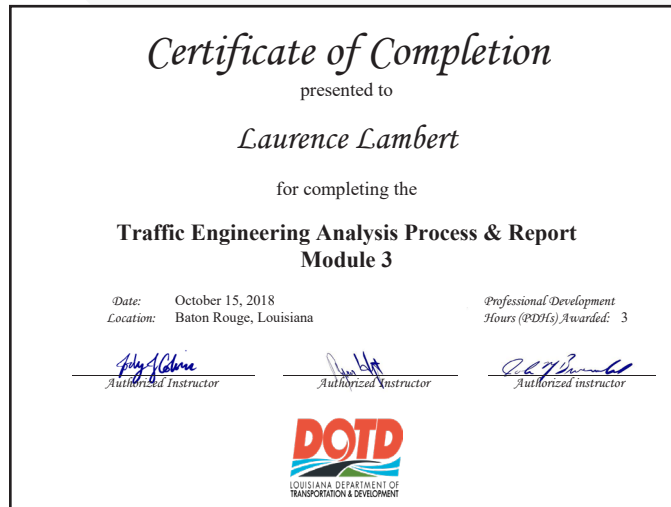 Certificate of Completion
presented to
Laurence Lambert
for completing the
Traffic Engineering Analysis Process & Report
Module 3
Date: October 15, 2018
Location: Baton Rouge, Louisiana
Professional Development
Hours (PDHs) Awarded: 3
Authorized Instructor
Authorized Instructor
Authorized instructor
DOTD
LOUISIANA DEPARTMENT OF
TRANSPORTATION & DEVELOPMENT